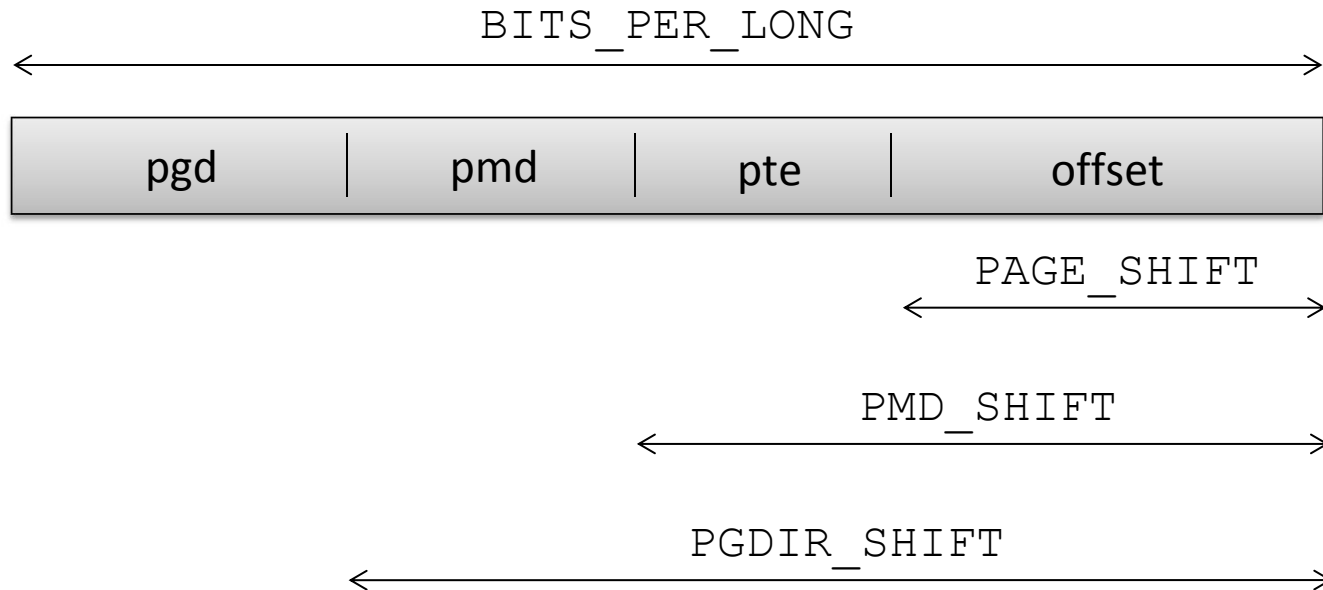 BITS_PER_LONG
pgd pmd pte offset
PAGE_SHIFT
PMD_SHIFT
PGDIR_SHIFT